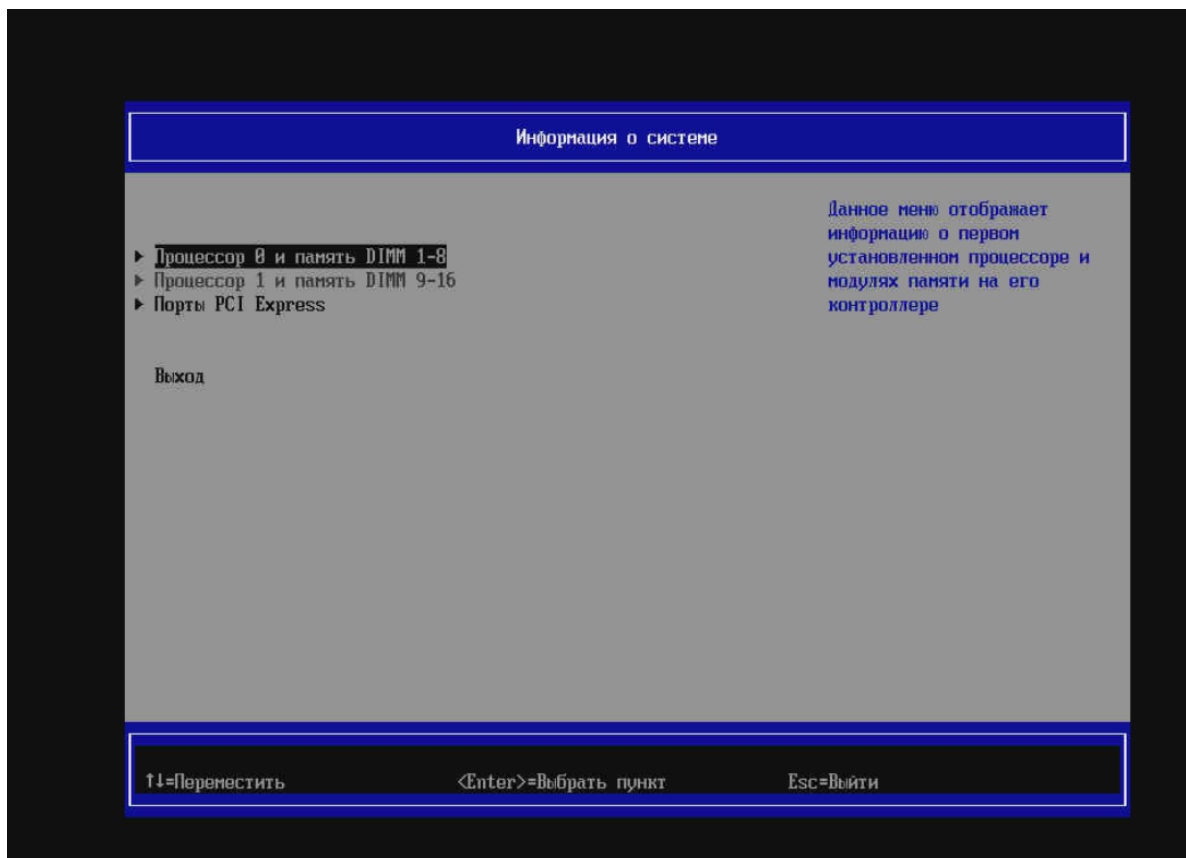 Информация о системе
▶ Процессор 0 и память DIMM 1-8
▶ Процессор 1 и память DIMM 9-16
▶ Порты PCI Express
Выход
Данное меню отображает
информацию о первом
установленном процессоре и
модулях памяти на его
контроллере
↑↓=Переместить <Enter>=Выбрать пункт Esc=Выйти